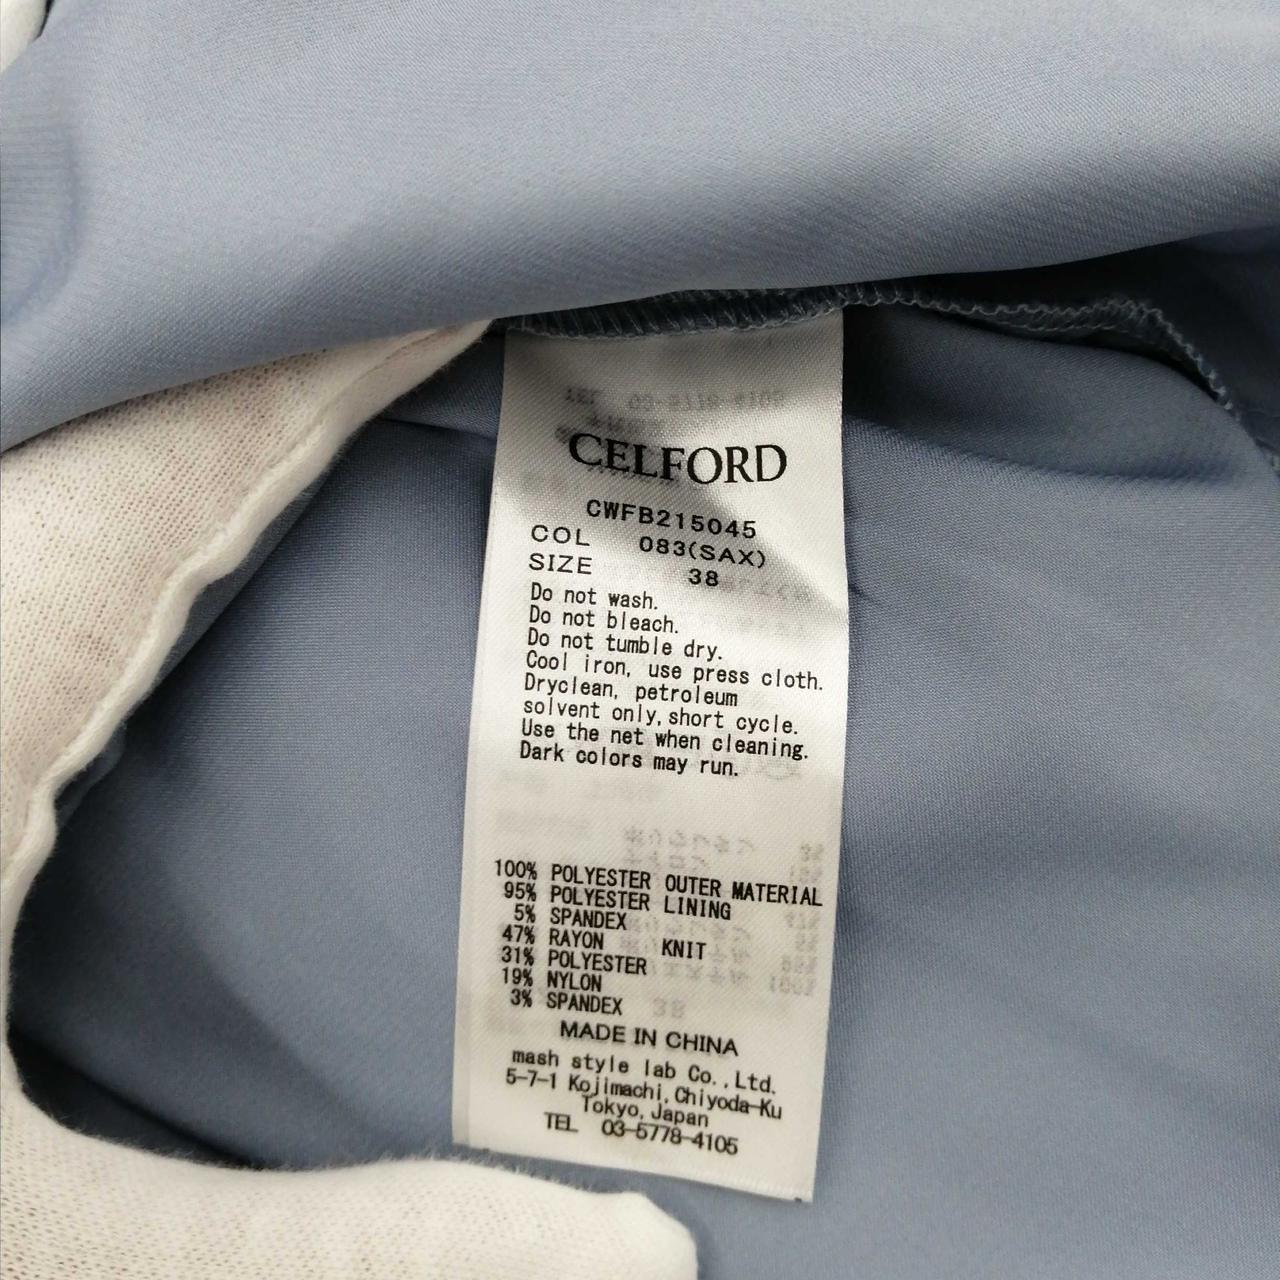 CELFORD
CWFB215045
COL 083(SAX)
SIZE 38
Do not wash.
Do not bleach.
Do not tumble dry.
Cool iron, use press cloth.
Dryclean, petroleum
solvent only,short cycle.
Use the net when cleaning.
Dark colors may run.
100% POLYESTER OUTER MATERIAL
95% POLYESTER LINING
5% SPANDEX
47% RAYON KNIT
31% POLYESTER
19% NYLON
3% SPANDEX
MADE IN CHINA
mash style lab Co.,Ltd.
5-7-1 Kojimachi,Chiyoda-Ku
Tokyo,Japan
TEL 03-5778-4105